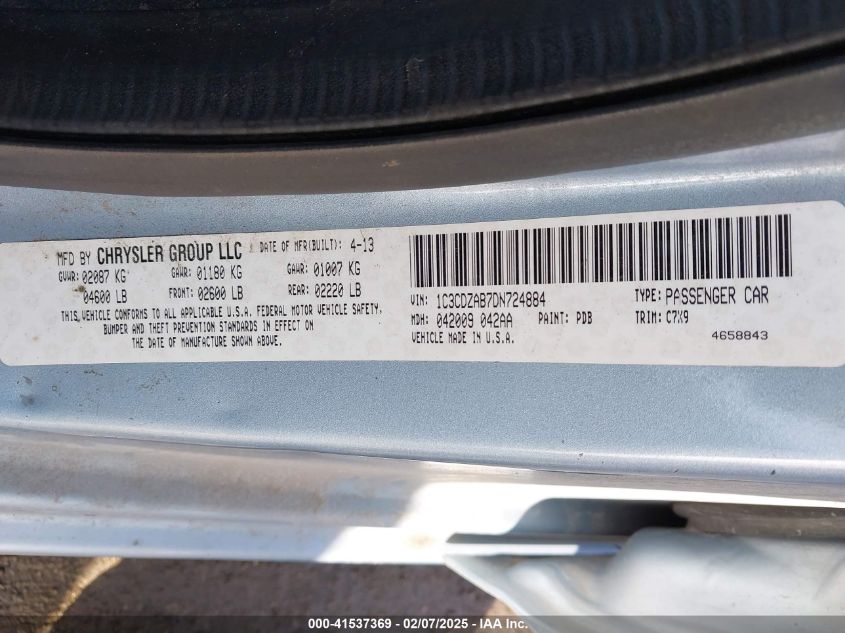 MFD BY CHRYSLER GROUP LLC DATE OF MFR(BUILT): 4-13
GVWR: 02087 KG GAWR: 01180 KG GAWR: 01007 KG
04600 LB FRONT: 02600 LB REAR: 02220 LB
THIS VEHICLE CONFORMS TO ALL APPLICABLE U.S.A. FEDERAL MOTOR VEHICLE SAFETY,
BUMPER AND THEFT PREVENTION STANDARDS IN EFFECT ON
THE DATE OF MANUFACTURE SHOWN ABOVE.
VIN: 1C3CDZAB7DN724884 TYPE: PASSENGER CAR
MDH: 042009 042AA PAINT: PDB TRIM: C7X9
VEHICLE MADE IN U.S.A. 4658843
000-41537369 - 02/07/2025 - IAA Inc.